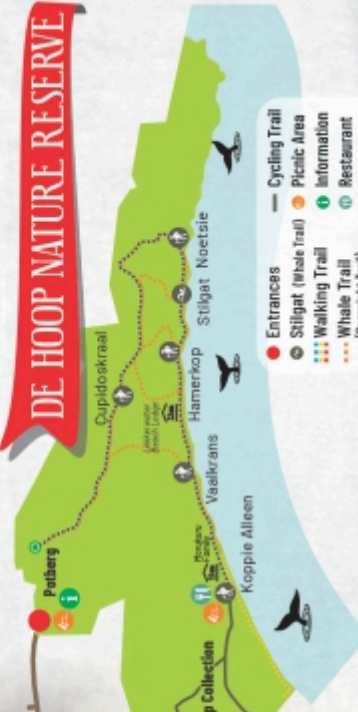 DE HOOP NATURE RESERVE
Potberg
Cupidoskraal
Noetsie
Stilgat
Hamerkop
Vaalkrans
Koppie Alleen
p Collection
Entrances
Stilgat (Whale Trail)
Walking Trail
Whale Trail
Cycling Trail
Picnic Area
Information
Restaurant